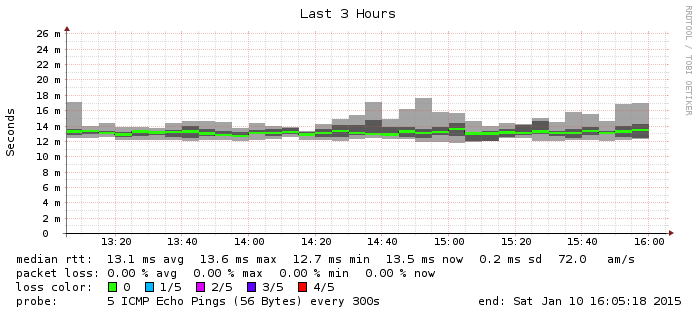 Last 3 Hours
RRDTOOL / TOBI OETIKER
Seconds
26 m
24 m
22 m
20 m
18 m
16 m
14 m
12 m
10 m
8 m
6 m
4 m
2 m
0
13:20 13:40 14:00 14:20 14:40 15:00 15:20 15:40 16:00
median rtt: 13.1 ms avg 13.6 ms max 12.7 ms min 13.5 ms now 0.2 ms sd 72.0 am/s
packet loss: 0.00 % avg 0.00 % max 0.00 % min 0.00 % now
loss color: 0 1/5 2/5 3/5 4/5
probe: 5 ICMP Echo Pings (56 Bytes) every 300s end: Sat Jan 10 16:05:18 2015